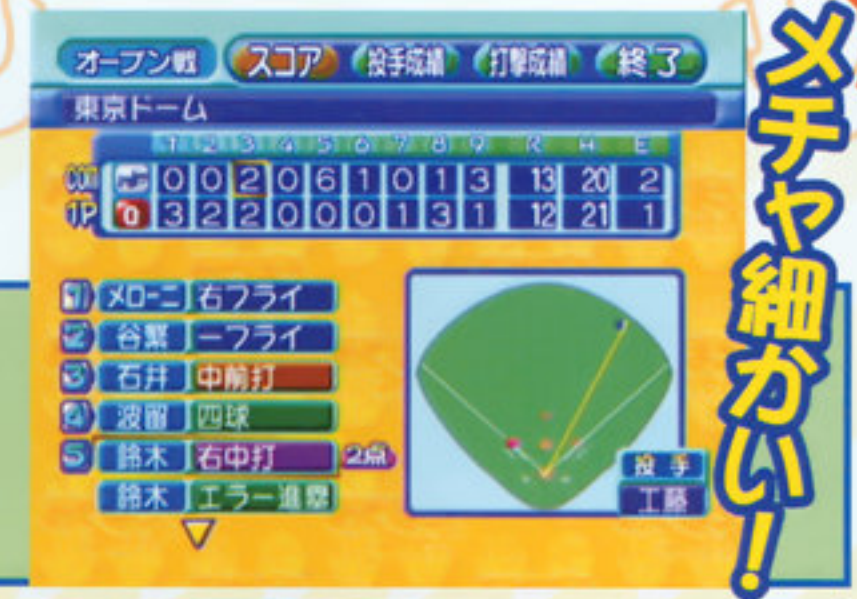 オープン戦 スコア 投手成績 打撃成績 終了
東京ドーム
1 2 3 4 5 6 7 8 9 R H E
COM 0 0 2 0 6 1 0 1 3 13 20 2
1P 3 2 2 0 0 0 1 3 1 12 21 1
1 メローニ 右フライ
2 谷繁 一フライ
3 石井 中前打
4 波留 四球
5 鈴木 右中打 2点
鈴木 エラー進塁
投手
工藤
メチャ細かい!